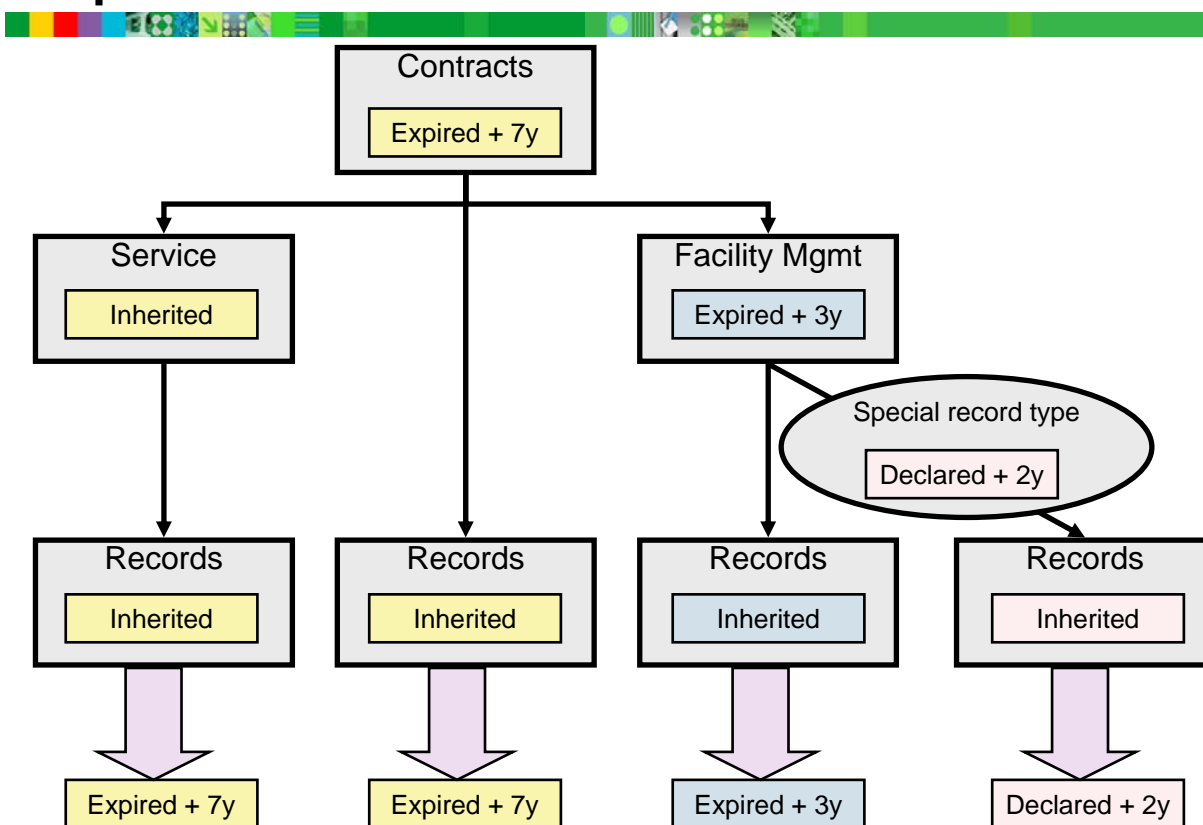 Contracts
Expired + 7y
Service
Inherited
Facility Mgmt
Expired + 3y
Special record type
Declared + 2y
Records
Inherited
Records
Inherited
Records
Inherited
Records
Inherited
Expired + 7y
Expired + 7y
Expired + 3y
Declared + 2y